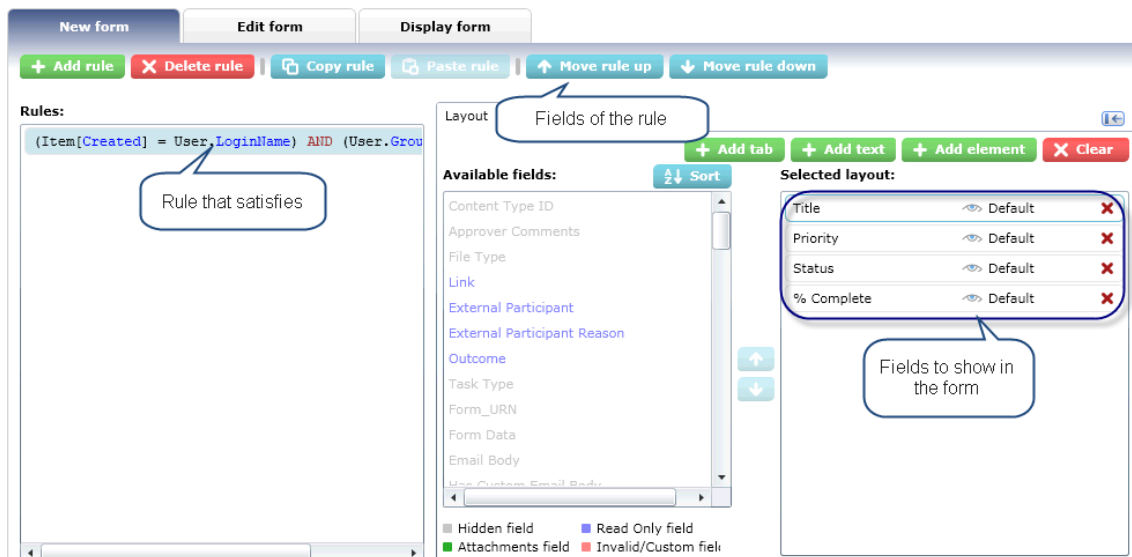 New form Edit form Display form
+ Add rule X Delete rule Copy rule Paste rule Move rule up Move rule down
Rules:
Layout
Fields of the rule
(Item[Created] = User.LoginName) AND (User.Grou
Rule that satisfies
+ Add tab + Add text + Add element X Clear
Available fields:
Sort
Selected layout:
Content Type ID
Approver Comments
File Type
Link
External Participant
External Participant Reason
Outcome
Task Type
Form_URN
Form Data
Email Body
Has Custom Email Body
Title Default
Priority Default
Status Default
% Complete Default
Fields to show in
the form
Hidden field Read Only field
Attachments field Invalid/Custom fiel